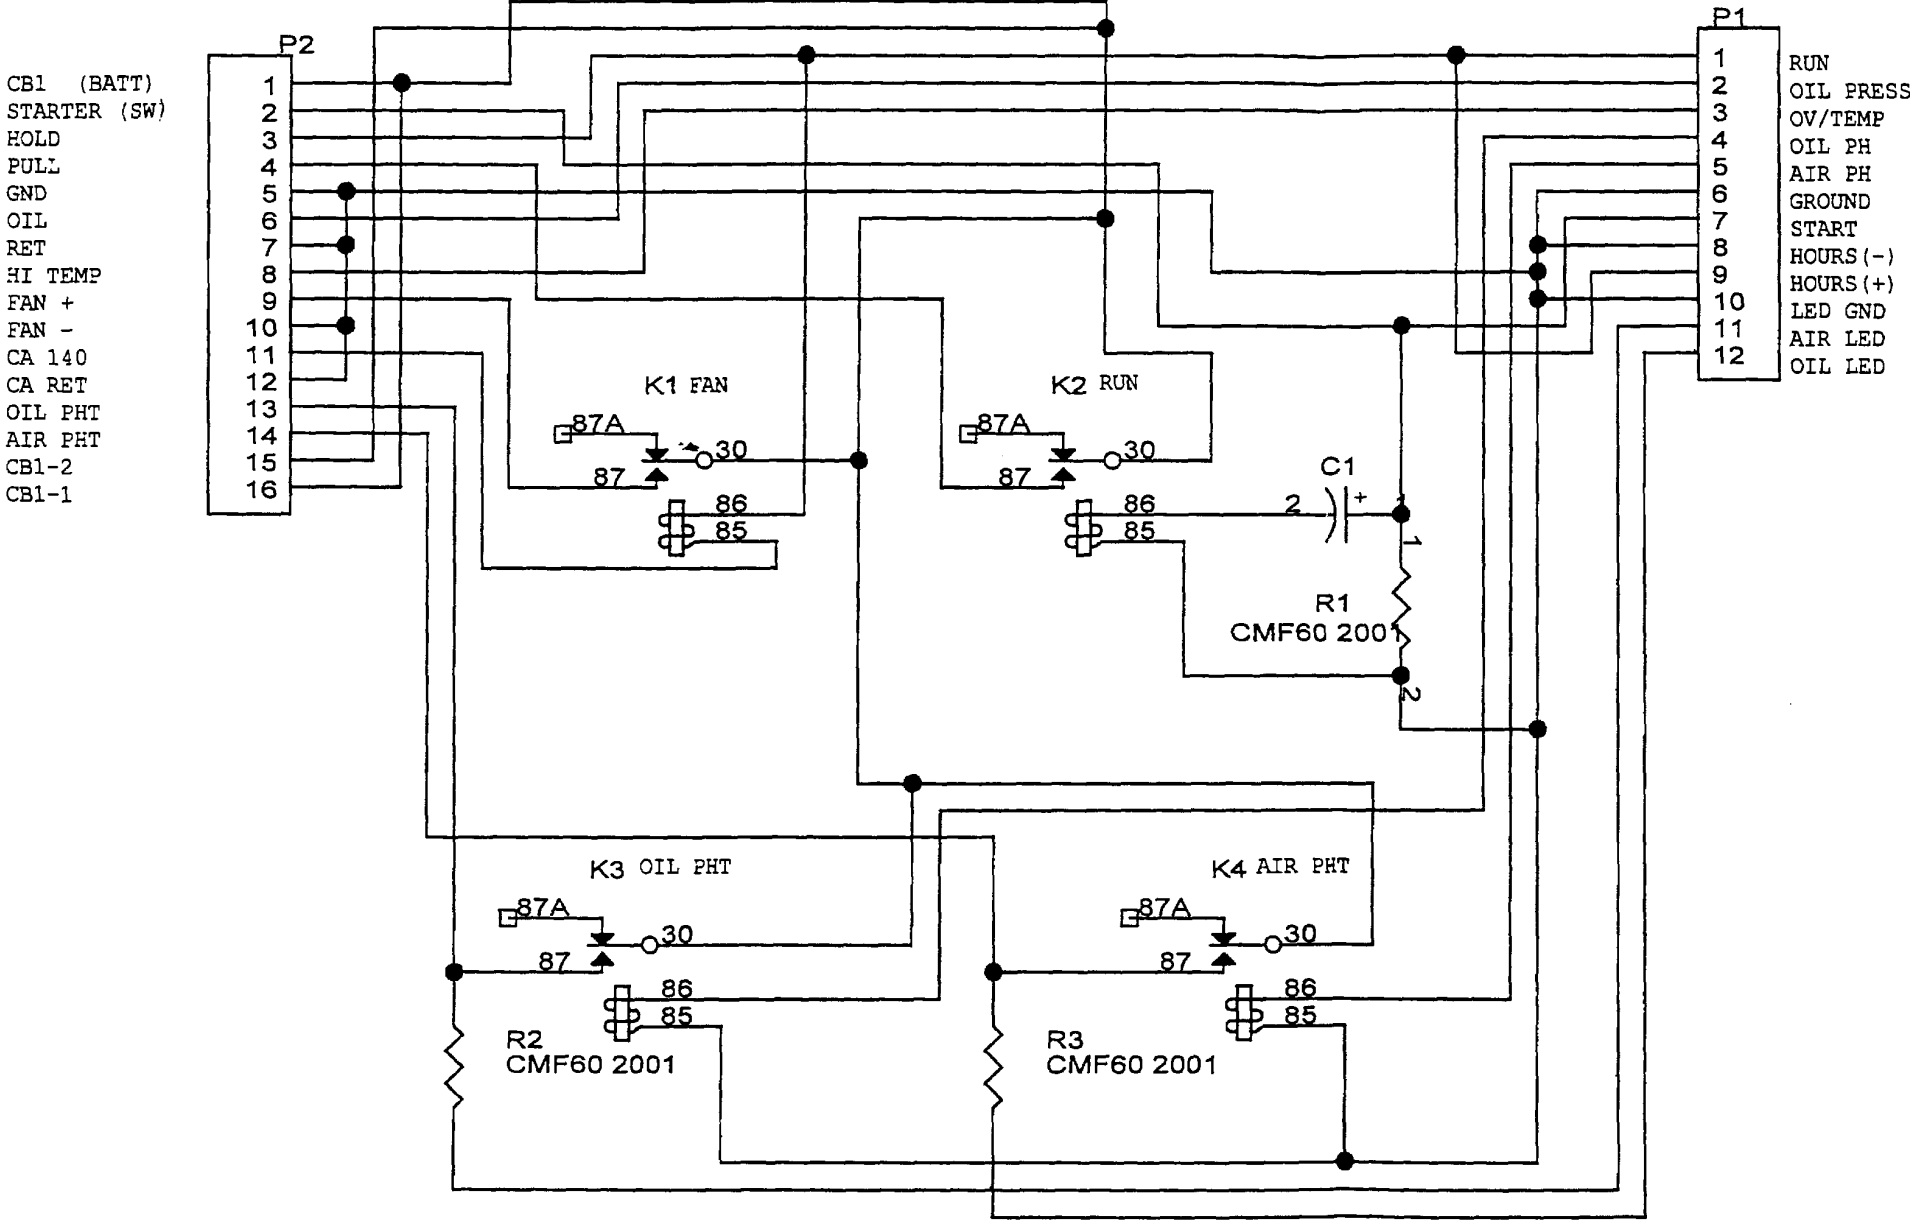 P2
1
2
3
4
5
6
7
8
9
10
11
12
13
14
15
16
CB1 (BATT)
STARTER (SW)
HOLD
PULL
GND
OIL
RET
HI TEMP
FAN +
FAN -
CA 140
CA RET
OIL PHT
AIR PHT
CB1-2
CB1-1
P1
1
2
3
4
5
6
7
8
9
10
11
12
RUN
OIL PRESS
OV/TEMP
OIL PH
AIR PH
GROUND
START
HOURS(-)
HOURS(+)
LED GND
AIR LED
OIL LED
K1 FAN
87A
30
87
86
85
K2 RUN
87A
30
87
86
85
C1
2
+
1
1
R1
CMF60 2001
2
K3 OIL PHT
87A
30
87
86
85
R2
CMF60 2001
K4 AIR PHT
87A
30
87
86
85
R3
CMF60 2001